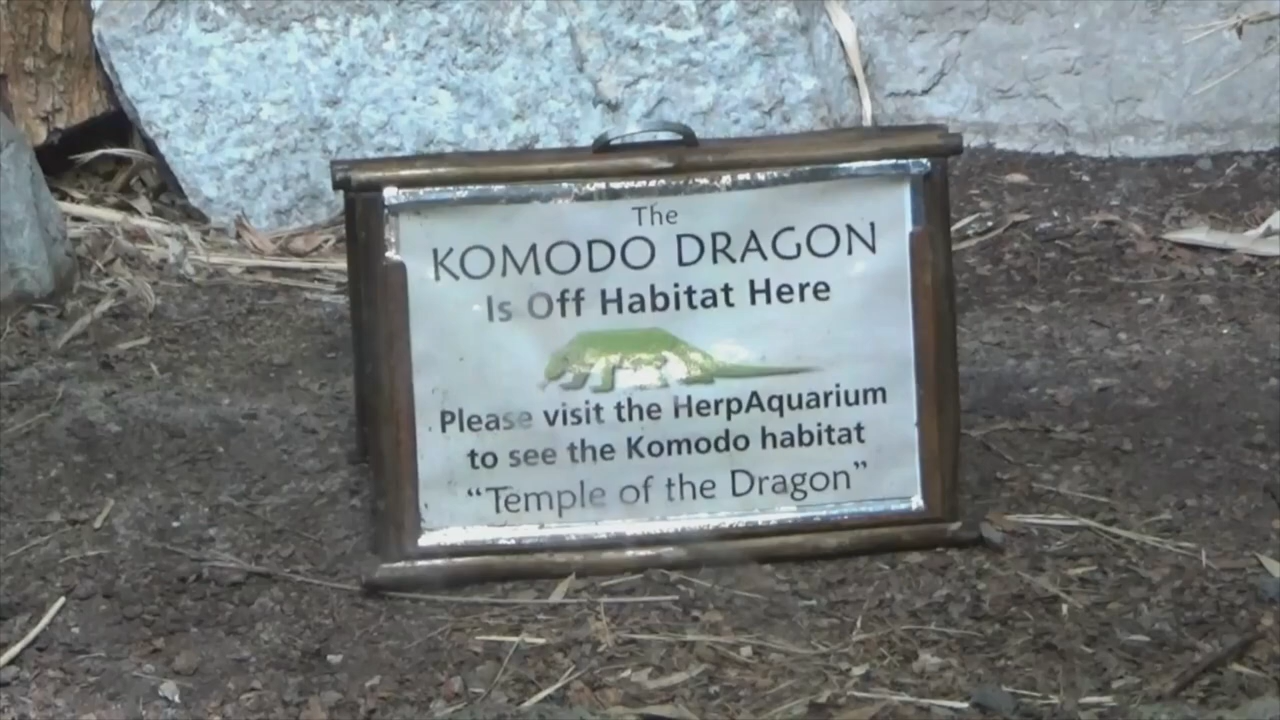 The
KOMODO DRAGON
Is Off Habitat Here
Please visit the HerpAquarium
to see the Komodo habitat
“Temple of the Dragon”